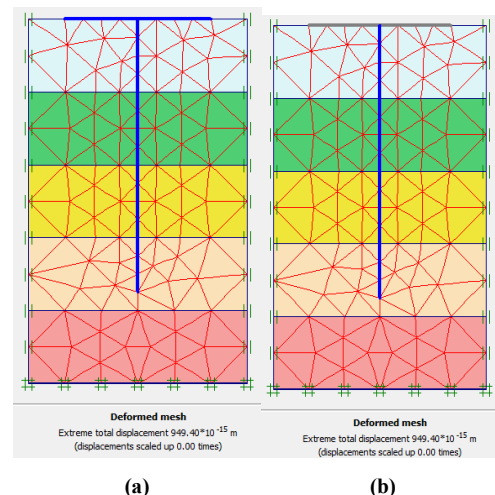 Deformed mesh
Extreme total displacement 949.40*10 -15 m
(displacements scaled up 0.00 times)
Deformed mesh
Extreme total displacement 949.40*10 -15 m
(displacements scaled up 0.00 times)
(a)
(b)